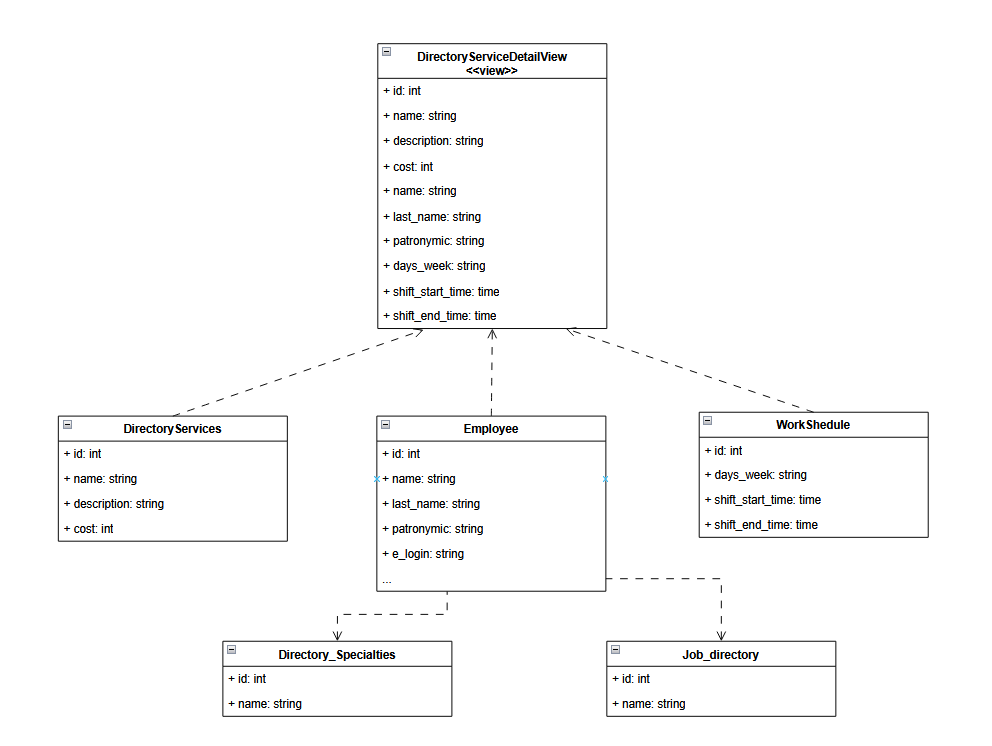 DirectoryServiceDetailView
<<view>>
+ id: int
+ name: string
+ description: string
+ cost: int
+ name: string
+ last_name: string
+ patronymic: string
+ days_week: string
+ shift_start_time: time
+ shift_end_time: time
DirectoryServices
+ id: int
+ name: string
+ description: string
+ cost: int
Employee
+ id: int
+ name: string
+ last_name: string
+ patronymic: string
+ e_login: string
...
WorkShedule
+ id: int
+ days_week: string
+ shift_start_time: time
+ shift_end_time: time
Directory_Specialties
+ id: int
+ name: string
Job_directory
+ id: int
+ name: string